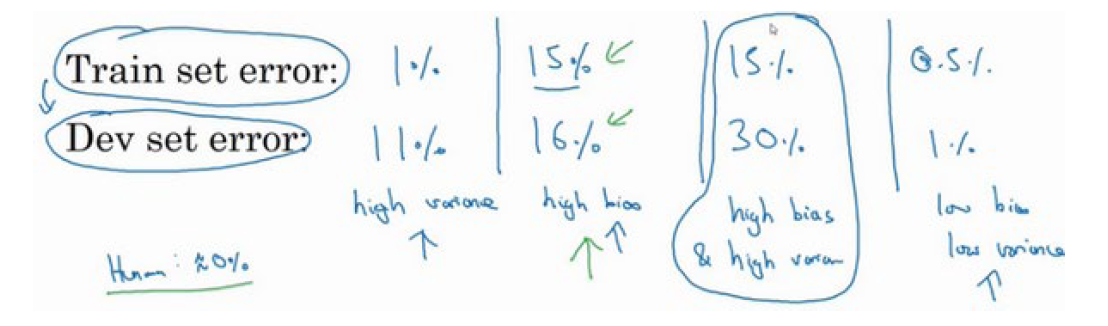 Train set error: 1% 15% 15% 0.5%
Dev set error: 11% 16% 30% 1%
high variance high bias high bias low bias
& high varian low variance
Human: ≈0%